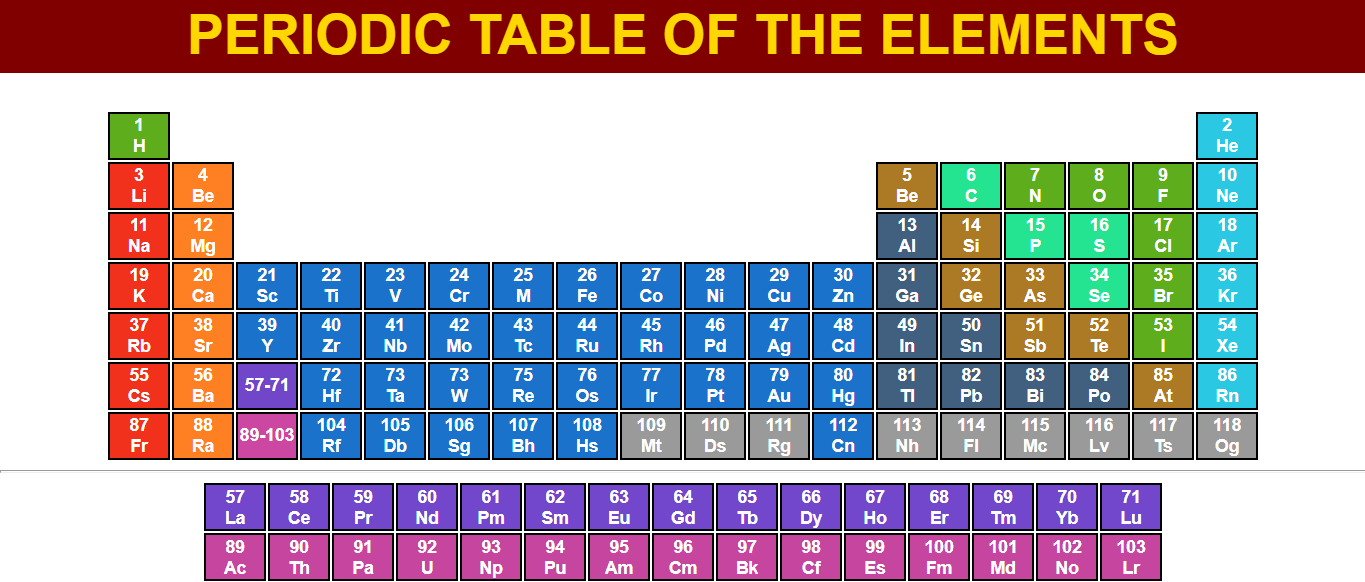 PERIODIC TABLE OF THE ELEMENTS
1 2
H He
3 4 5 6 7 8 9 10
Li Be Be C N O F Ne
11 12 13 14 15 16 17 18
Na Mg Al Si P S Cl Ar
19 20 21 22 23 24 25 26 27 28 29 30 31 32 33 34 35 36
K Ca Sc Ti V Cr M Fe Co Ni Cu Zn Ga Ge As Se Br Kr
37 38 39 40 41 42 43 44 45 46 47 48 49 50 51 52 53 54
Rb Sr Y Zr Nb Mo Tc Ru Rh Pd Ag Cd In Sn Sb Te I Xe
55 56 57-71 72 73 73 75 76 77 78 79 80 81 82 83 84 85 86
Cs Ba Hf Ta W Re Os Ir Pt Au Hg Tl Pb Bi Po At Rn
87 88 89-103 104 105 106 107 108 109 110 111 112 113 114 115 116 117 118
Fr Ra Rf Db Sg Bh Hs Mt Ds Rg Cn Nh Fl Mc Lv Ts Og
57 58 59 60 61 62 63 64 65 66 67 68 69 70 71
La Ce Pr Nd Pm Sm Eu Gd Tb Dy Ho Er Tm Yb Lu
89 90 91 92 93 94 95 96 97 98 99 100 101 102 103
Ac Th Pa U Np Pu Am Cm Bk Cf Es Fm Md No Lr